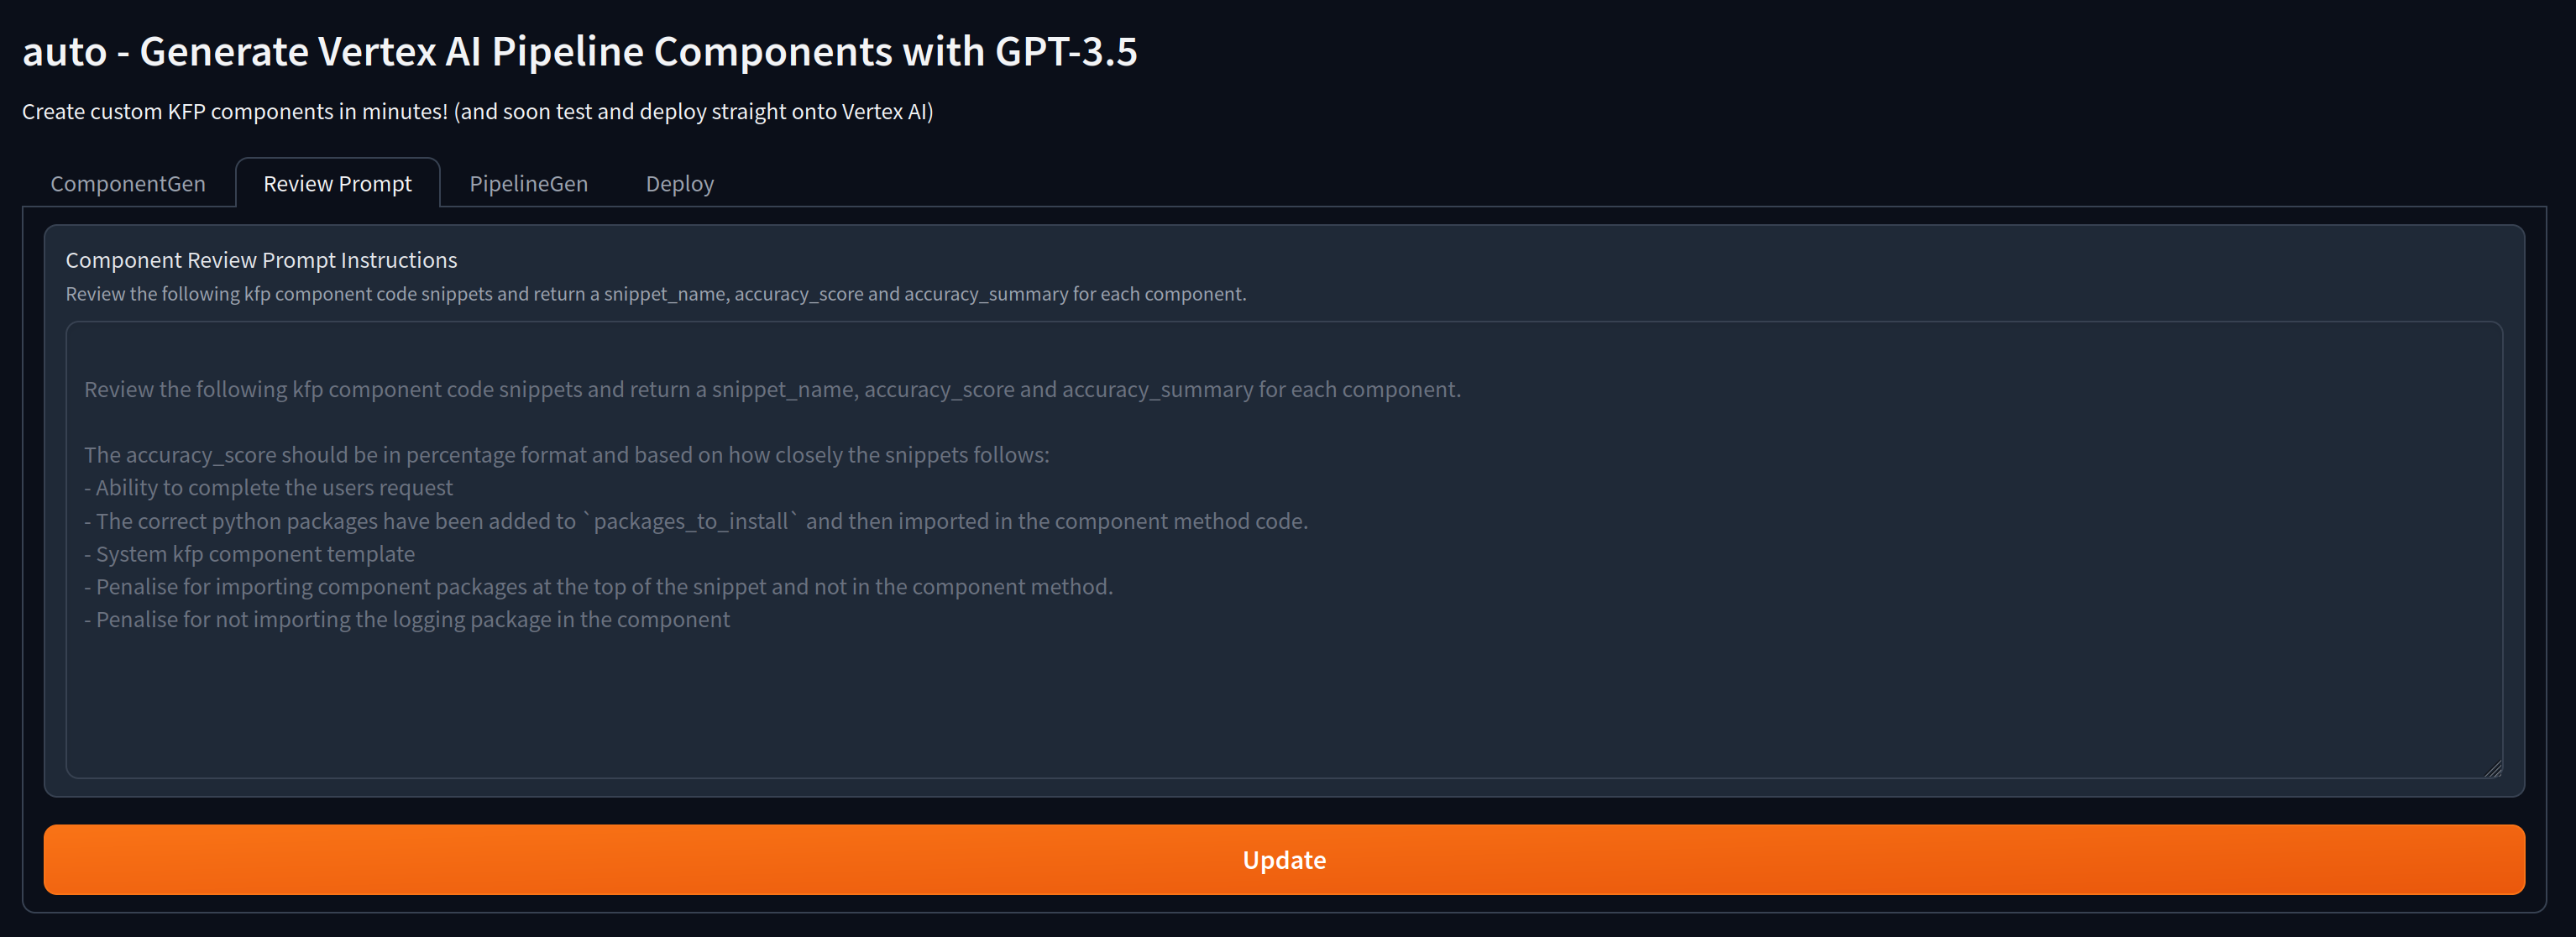 auto - Generate Vertex AI Pipeline Components with GPT-3.5
Create custom KFP components in minutes! (and soon test and deploy straight onto Vertex AI)
ComponentGen
Review Prompt
PipelineGen
Deploy
Component Review Prompt Instructions
Review the following kfp component code snippets and return a snippet_name, accuracy_score and accuracy_summary for each component.
Review the following kfp component code snippets and return a snippet_name, accuracy_score and accuracy_summary for each component.
The accuracy_score should be in percentage format and based on how closely the snippets follows:
- Ability to complete the users request
- The correct python packages have been added to `packages_to_install` and then imported in the component method code.
- System kfp component template
- Penalise for importing component packages at the top of the snippet and not in the component method.
- Penalise for not importing the logging package in the component
Update